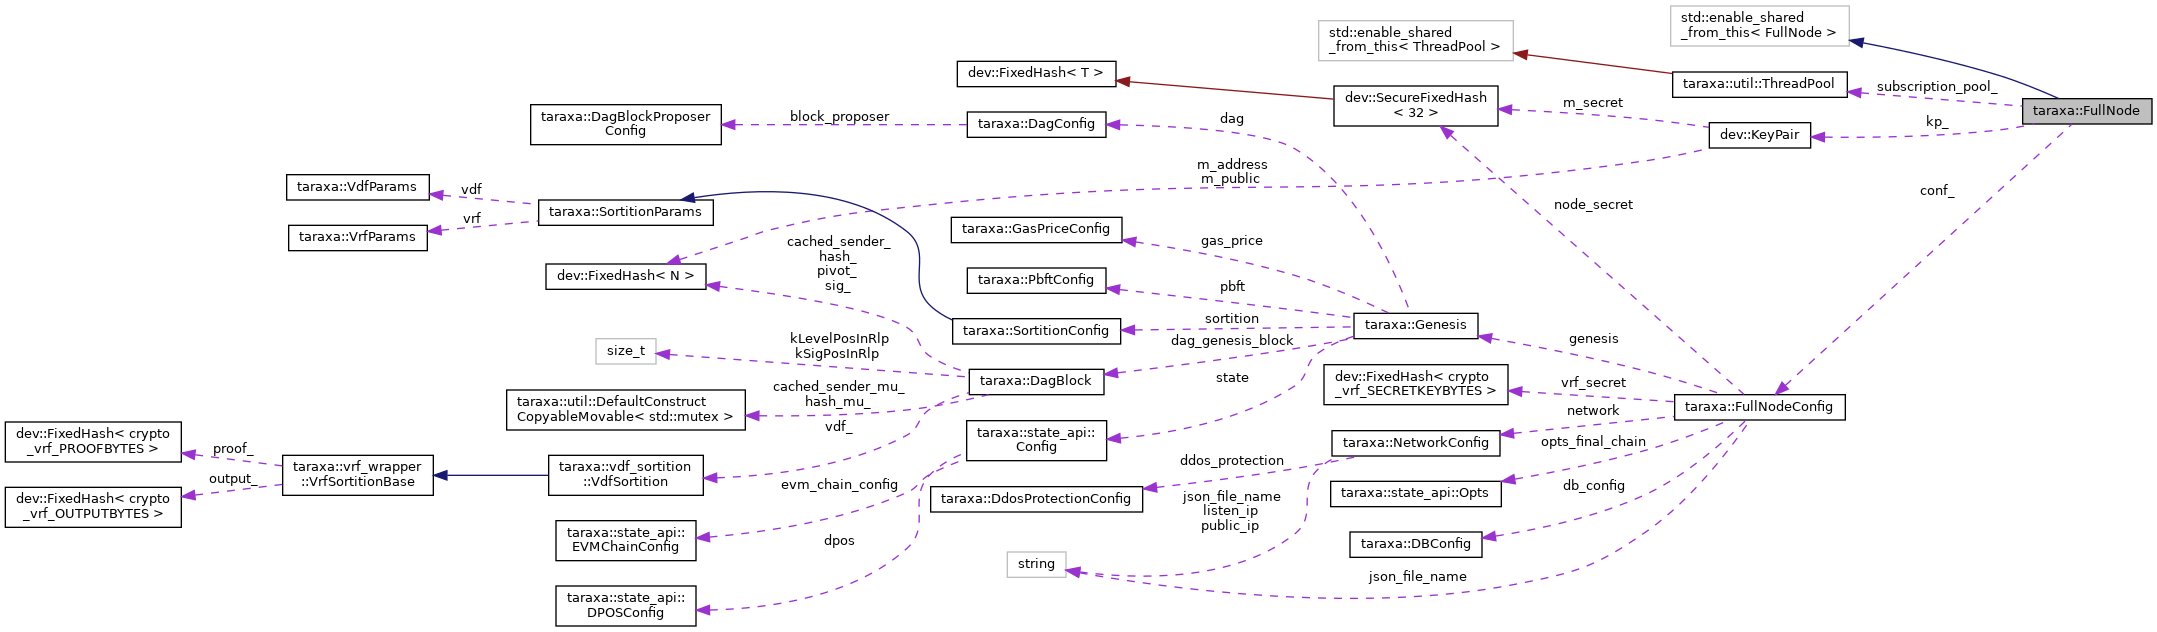 std::enable_shared
_from_this< FullNode >
std::enable_shared
_from_this< ThreadPool >
dev::FixedHash< T >
taraxa::util::ThreadPool
subscription_pool_
taraxa::FullNode
dev::SecureFixedHash
< 32 >
m_secret
kp_
dev::KeyPair
taraxa::DagBlockProposer
Config
block_proposer
taraxa::DagConfig
dag
m_address
m_public
conf_
node_secret
taraxa::VdfParams
vdf
taraxa::SortitionParams
vrf
taraxa::VrfParams
taraxa::GasPriceConfig
gas_price
cached_sender_
hash_
pivot_
sig_
dev::FixedHash< N >
taraxa::PbftConfig
pbft
taraxa::SortitionConfig
sortition
taraxa::Genesis
dag_genesis_block
genesis
size_t
kLevelPosInRlp
kSigPosInRlp
taraxa::DagBlock
state
dev::FixedHash< crypto
_vrf_SECRETKEYBYTES >
vrf_secret
taraxa::FullNodeConfig
taraxa::util::DefaultConstruct
CopyableMovable< std::mutex >
cached_sender_mu_
hash_mu_
vdf_
taraxa::state_api::
Config
network
taraxa::NetworkConfig
opts_final_chain
dev::FixedHash< crypto
_vrf_PROOFBYTES >
proof_
taraxa::vrf_wrapper
::VrfSortitionBase
taraxa::vdf_sortition
::VdfSortition
output_
dev::FixedHash< crypto
_vrf_OUTPUTBYTES >
evm_chain_config
ddos_protection
taraxa::DdosProtectionConfig
taraxa::state_api::Opts
db_config
json_file_name
listen_ip
public_ip
taraxa::state_api::
EVMChainConfig
dpos
taraxa::DBConfig
string
json_file_name
taraxa::state_api::
DPOSConfig